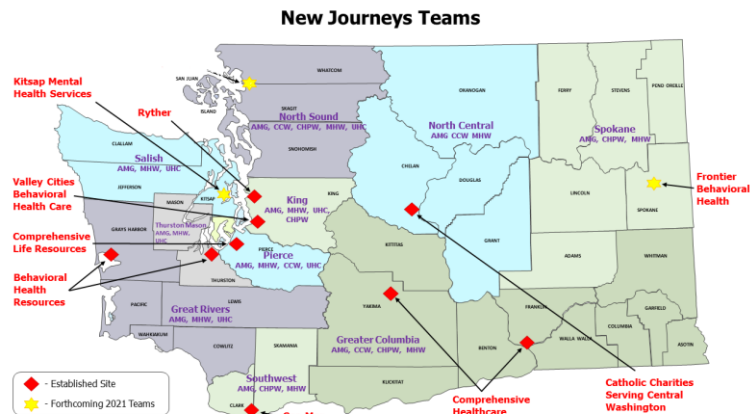 New Journeys Teams
Kitsap Mental
Health Services
Ryther
Valley Cities
Behavioral
Health Care
Comprehensive
Life Resources
Behavioral
Health
Resources
SAN JUAN
ISLAND
WHATCOM
SKAGIT
North Sound
AMG, CCW, CHPW, MHW, UHC
SNOHOMISH
CLALLAM
Salish
AMG, MHW, UHC
JEFFERSON
KITSAP
MASON
GRAYS HARBOR
Thurston Mason
AMG, MHW,
UHC
THURSTON
KING
King
AMG, MHW, UHC,
CHPW
PIERCE
Pierce
AMG, MHW, CCW, UHC
PACIFIC
LEWIS
Great Rivers
AMG, MHW, UHC
WAHKIAKUM
COWLITZ
SKAMANIA
Southwest
AMG, CHPW, MHW
CLARK
OKANOGAN
North Central
AMG CCW MHW
CHELAN
DOUGLAS
GRANT
KITTITAS
YAKIMA
Greater Columbia
AMG, CCW, CHPW, MHW
KLICKITAT
BENTON
FRANKLIN
WALLA WALLA
COLUMBIA
GARFIELD
ASOTIN
WHITMAN
ADAMS
LINCOLN
SPOKANE
FERRY
STEVENS
PEND OREILLE
Spokane
AMG, CHPW, MHW
Frontier
Behavioral
Health
Catholic Charities
Serving Central
Washington
Comprehensive
Healthcare
- Established Site
- Forthcoming 2021 Teams